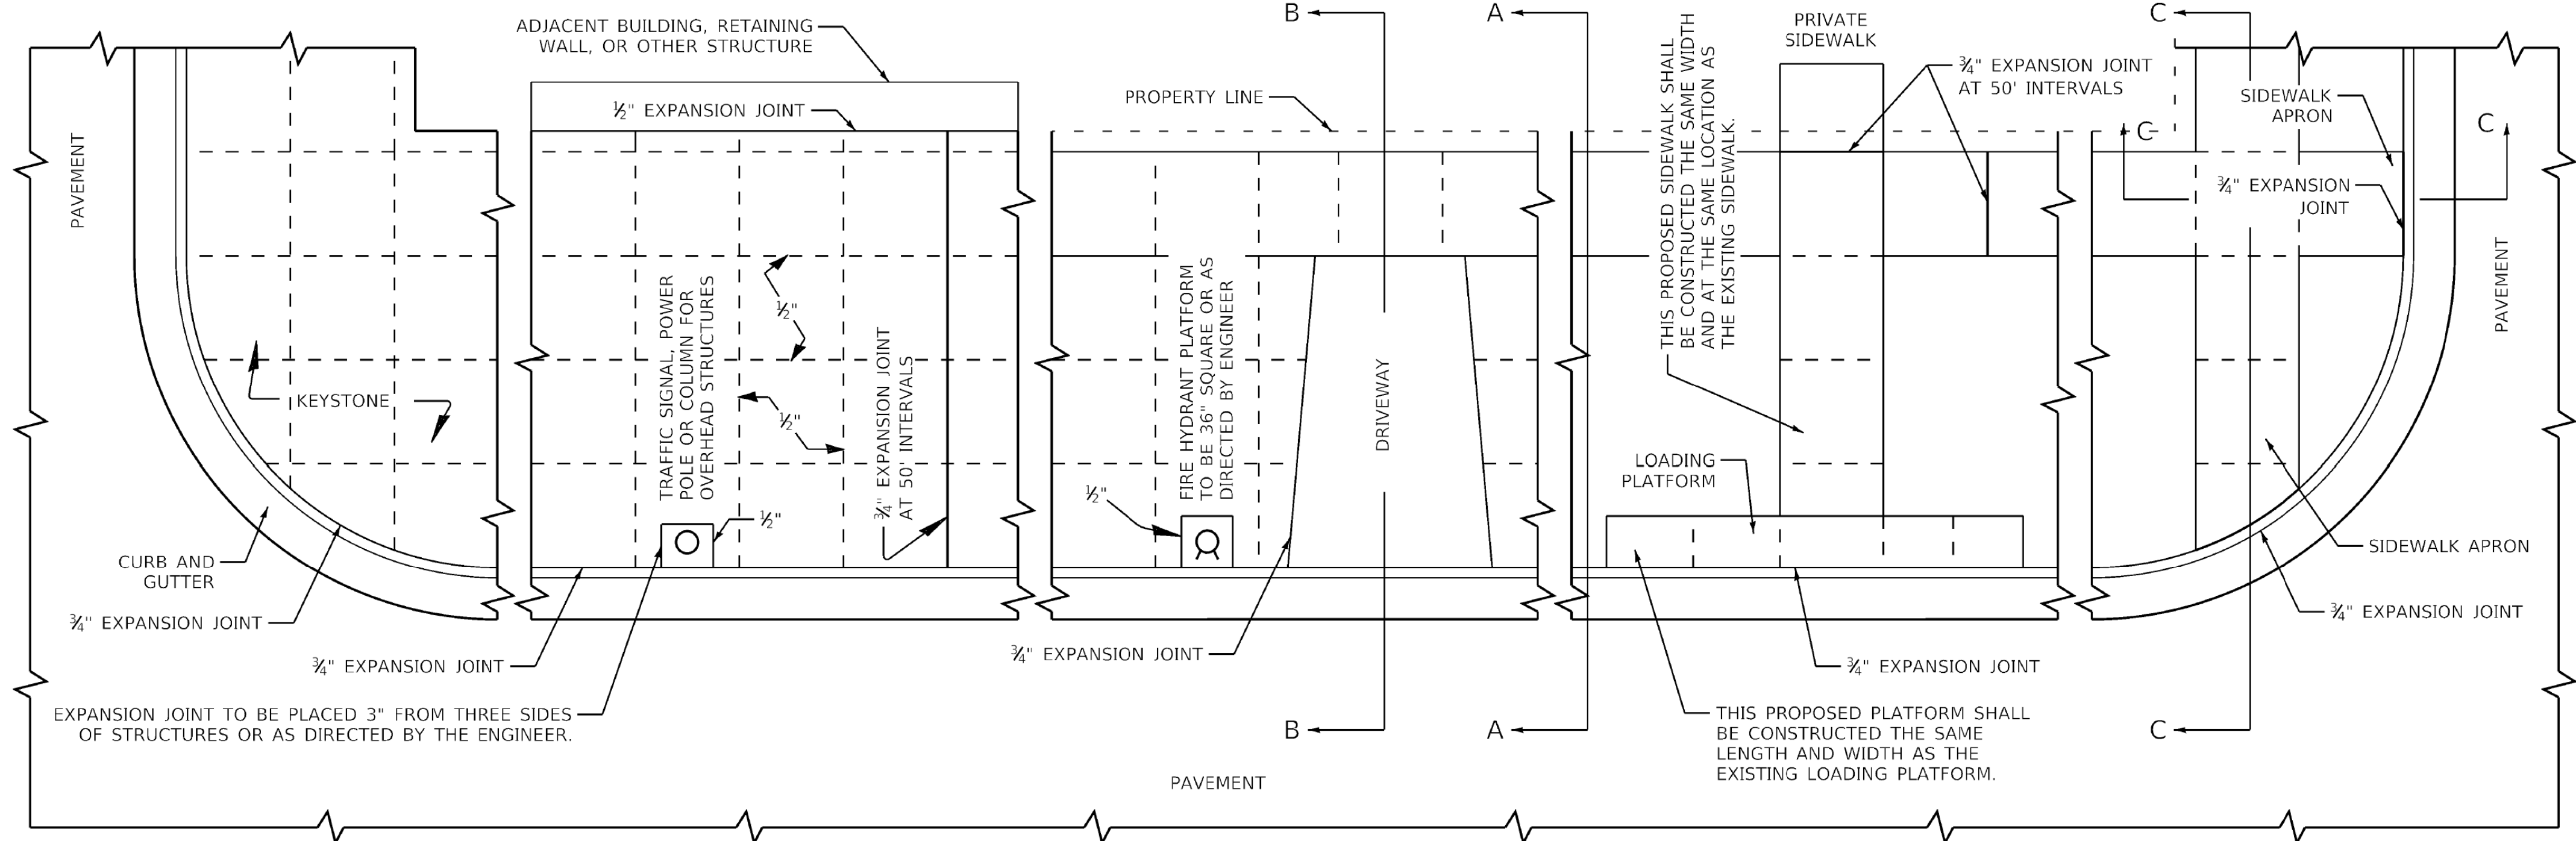 ADJACENT BUILDING, RETAINING
WALL, OR OTHER STRUCTURE
B
A
PRIVATE
SIDEWALK
C
¾" EXPANSION JOINT
AT 50' INTERVALS
½" EXPANSION JOINT
PROPERTY LINE
SIDEWALK
APRON
C
C
¾" EXPANSION
JOINT
PAVEMENT
THIS PROPOSED SIDEWALK SHALL
BE CONSTRUCTED THE SAME WIDTH
AND AT THE SAME LOCATION AS
THE EXISTING SIDEWALK.
PAVEMENT
KEYSTONE
TRAFFIC SIGNAL, POWER
POLE OR COLUMN FOR
OVERHEAD STRUCTURES
½"
½"
½"
¾" EXPANSION JOINT
AT 50' INTERVALS
FIRE HYDRANT PLATFORM
TO BE 36" SQUARE OR AS
DIRECTED BY ENGINEER
½"
DRIVEWAY
LOADING
PLATFORM
CURB AND
GUTTER
SIDEWALK APRON
¾" EXPANSION JOINT
¾" EXPANSION JOINT
¾" EXPANSION JOINT
¾" EXPANSION JOINT
¾" EXPANSION JOINT
EXPANSION JOINT TO BE PLACED 3" FROM THREE SIDES
OF STRUCTURES OR AS DIRECTED BY THE ENGINEER.
B
A
THIS PROPOSED PLATFORM SHALL
BE CONSTRUCTED THE SAME
LENGTH AND WIDTH AS THE
EXISTING LOADING PLATFORM.
C
PAVEMENT